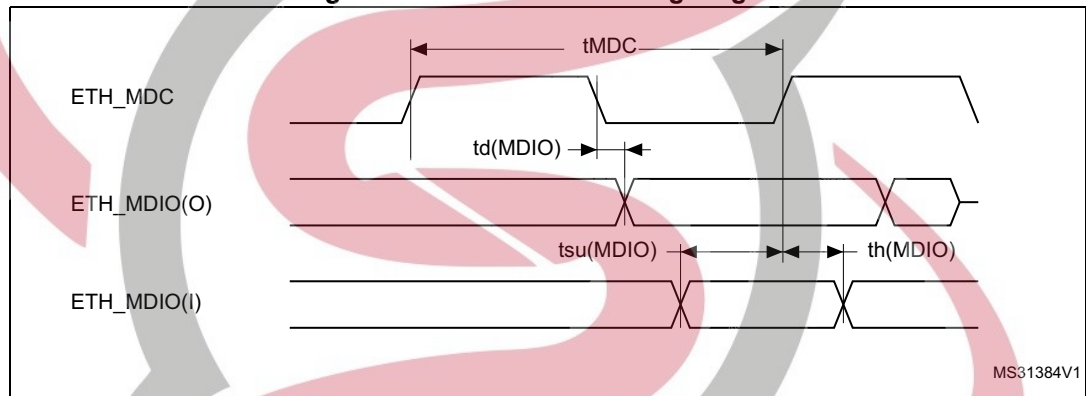 tMDC
ETH_MDC
td(MDIO)
ETH_MDIO(O)
tsu(MDIO) th(MDIO)
ETH_MDIO(I)
MS31384V1